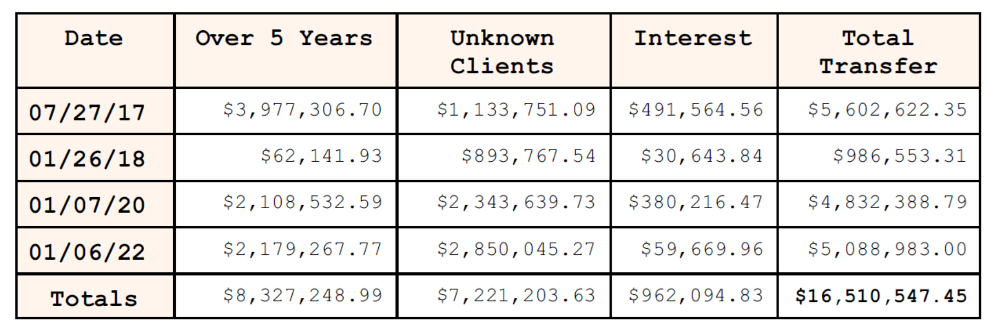 Date Over 5 Years Unknown Clients Interest Total Transfer
07/27/17 $3,977,306.70 $1,133,751.09 $491,564.56 $5,602,622.35
01/26/18 $62,141.93 $893,767.54 $30,643.84 $986,553.31
01/07/20 $2,108,532.59 $2,343,639.73 $380,216.47 $4,832,388.79
01/06/22 $2,179,267.77 $2,850,045.27 $59,669.96 $5,088,983.00
Totals $8,327,248.99 $7,221,203.63 $962,094.83 $16,510,547.45